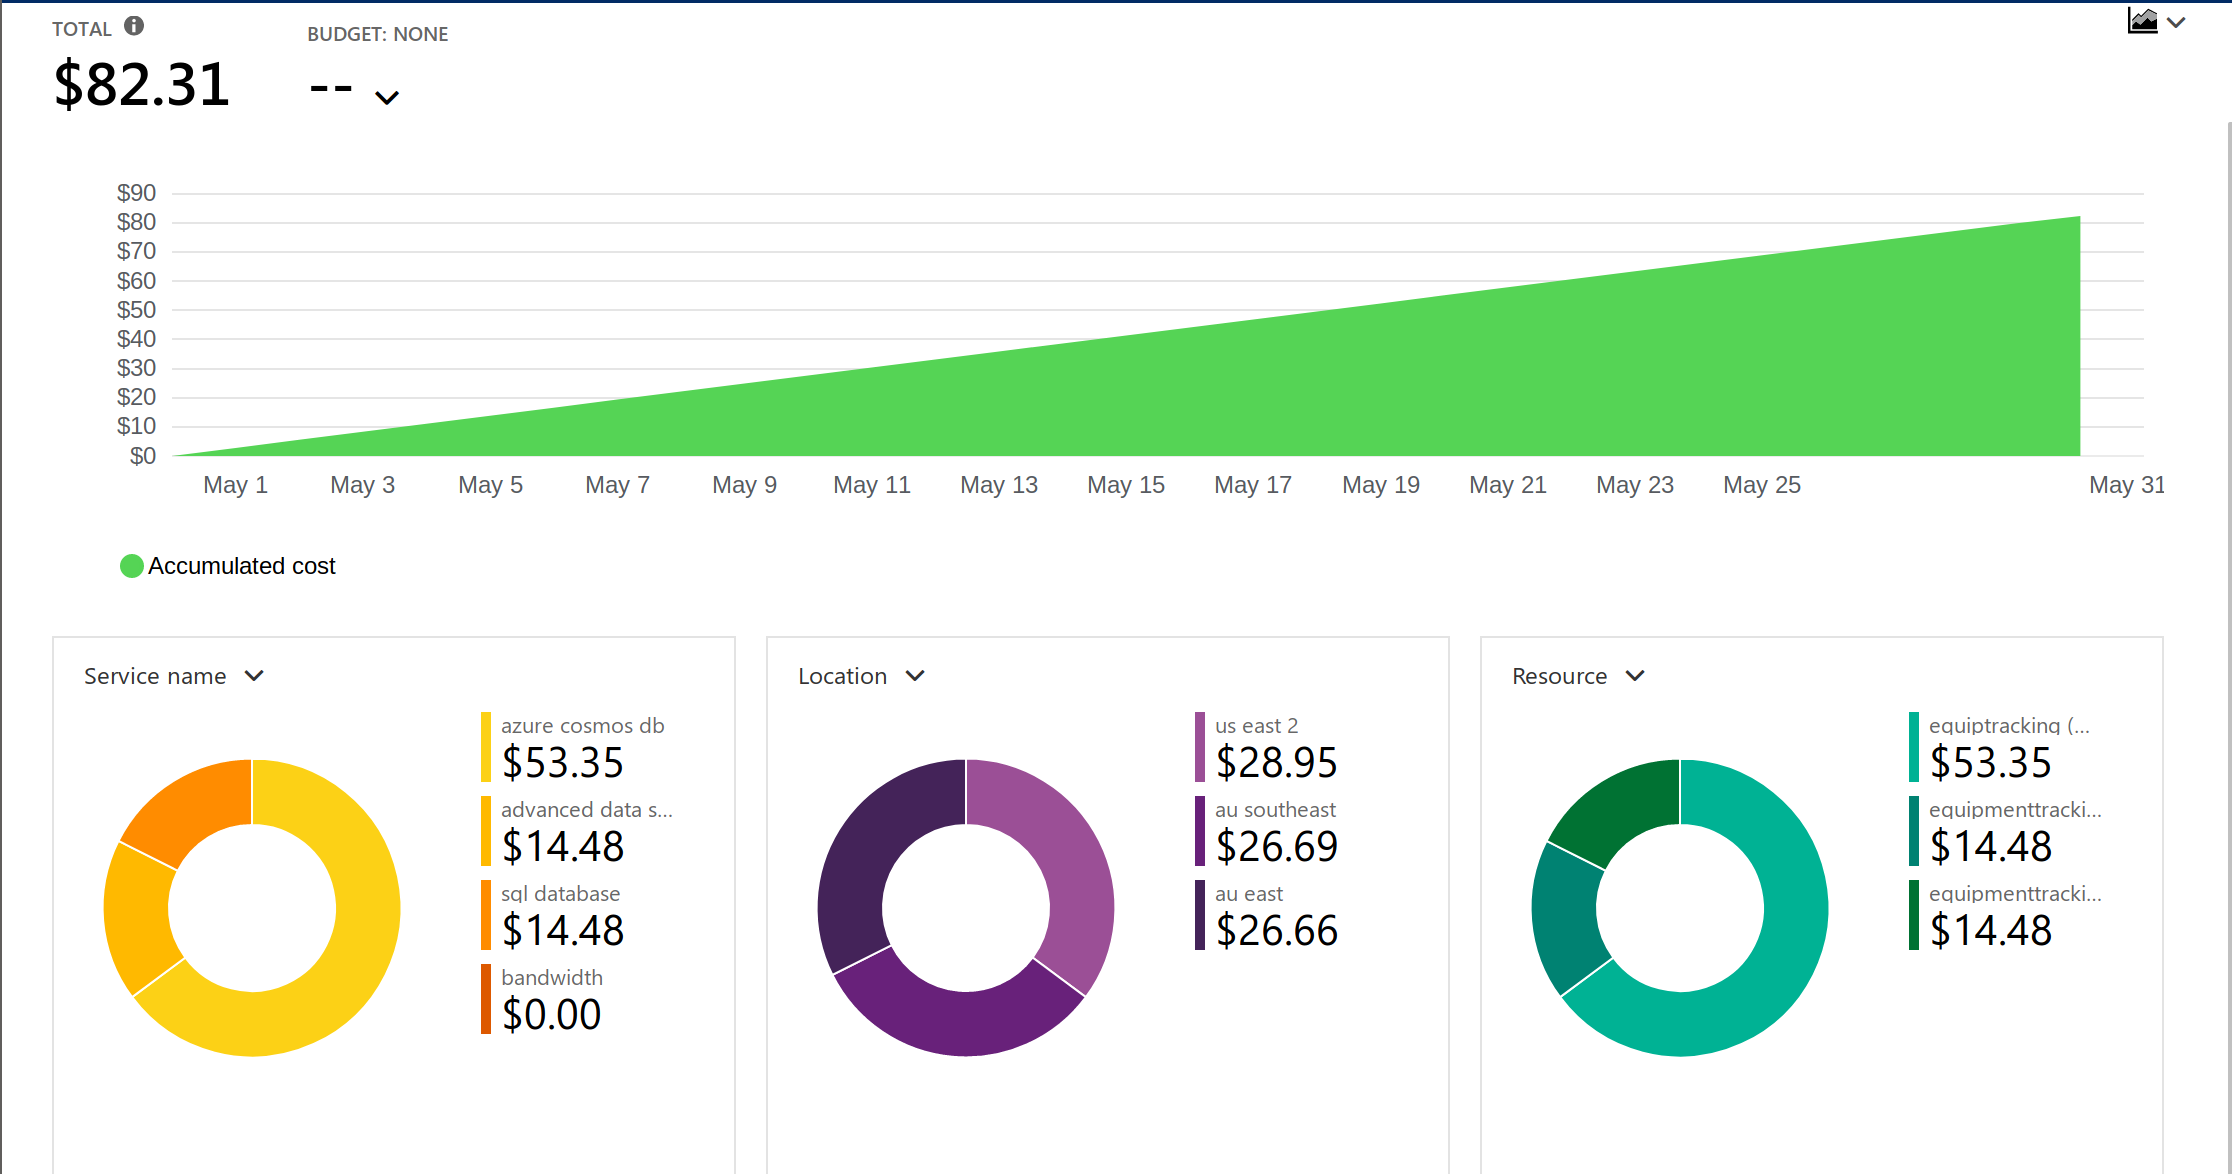 TOTAL
$82.31
BUDGET: NONE
--
$90
$80
$70
$60
$50
$40
$30
$20
$10
$0
May 1 May 3 May 5 May 7 May 9 May 11 May 13 May 15 May 17 May 19 May 21 May 23 May 25 May 31
Accumulated cost
Service name
azure cosmos db
$53.35
advanced data s...
$14.48
sql database
$14.48
bandwidth
$0.00
Location
us east 2
$28.95
au southeast
$26.69
au east
$26.66
Resource
equiptracking (...
$53.35
equipmenttracki...
$14.48
equipmenttracki...
$14.48